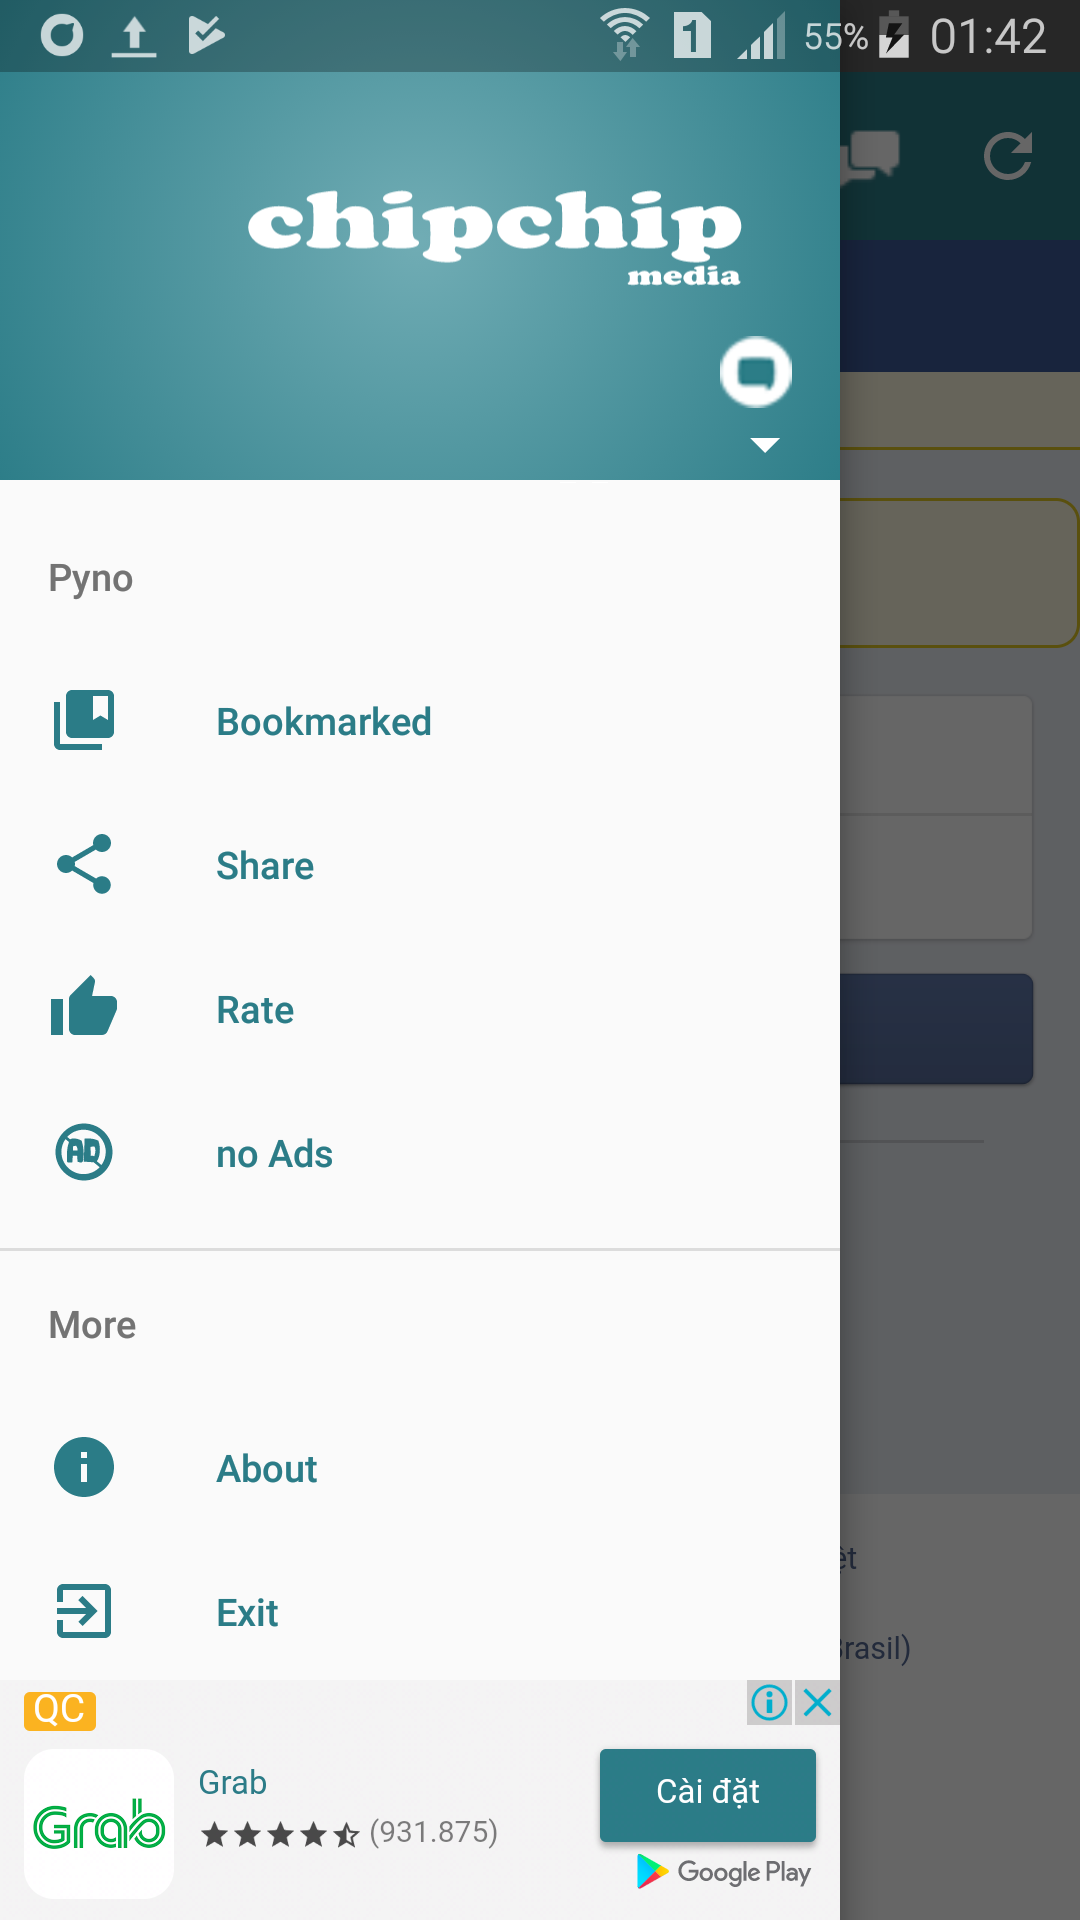 1 55% 01:42
chipchip
media
Pyno
Bookmarked
Share
Rate
AD no Ads
More
About
ệt
Exit
Brasil)
QC
Grab
Grab
(931.875)
Cài đặt
Google Play